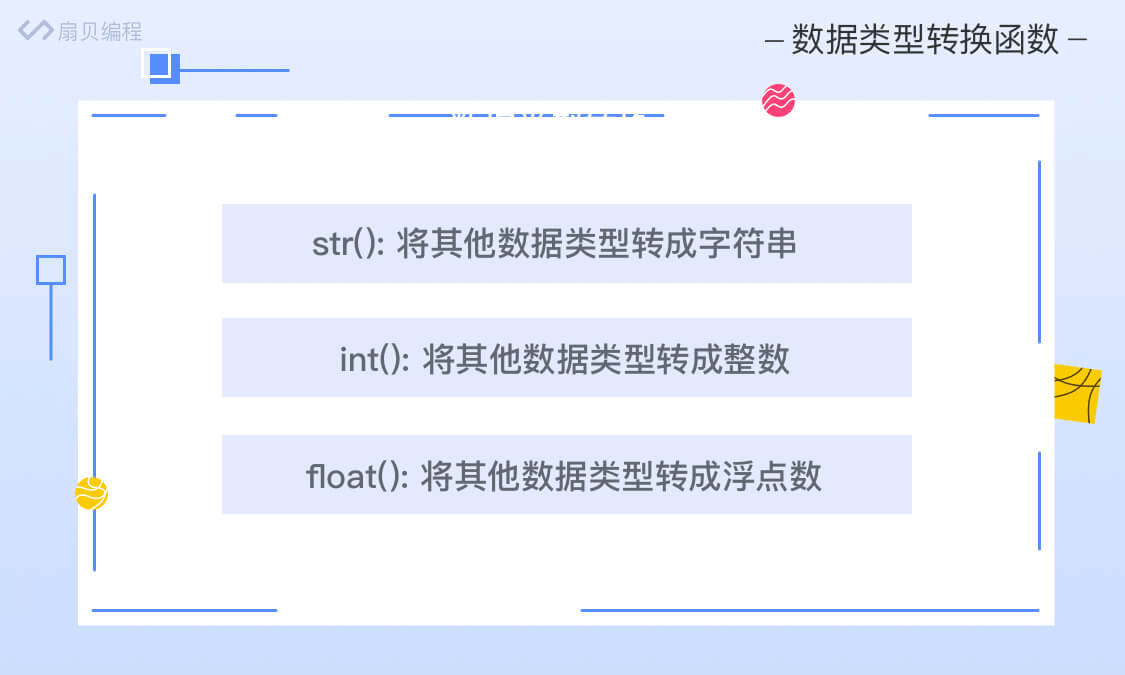 扇贝编程
— 数据类型转换函数 —
str(): 将其他数据类型转成字符串
int(): 将其他数据类型转成整数
float(): 将其他数据类型转成浮点数